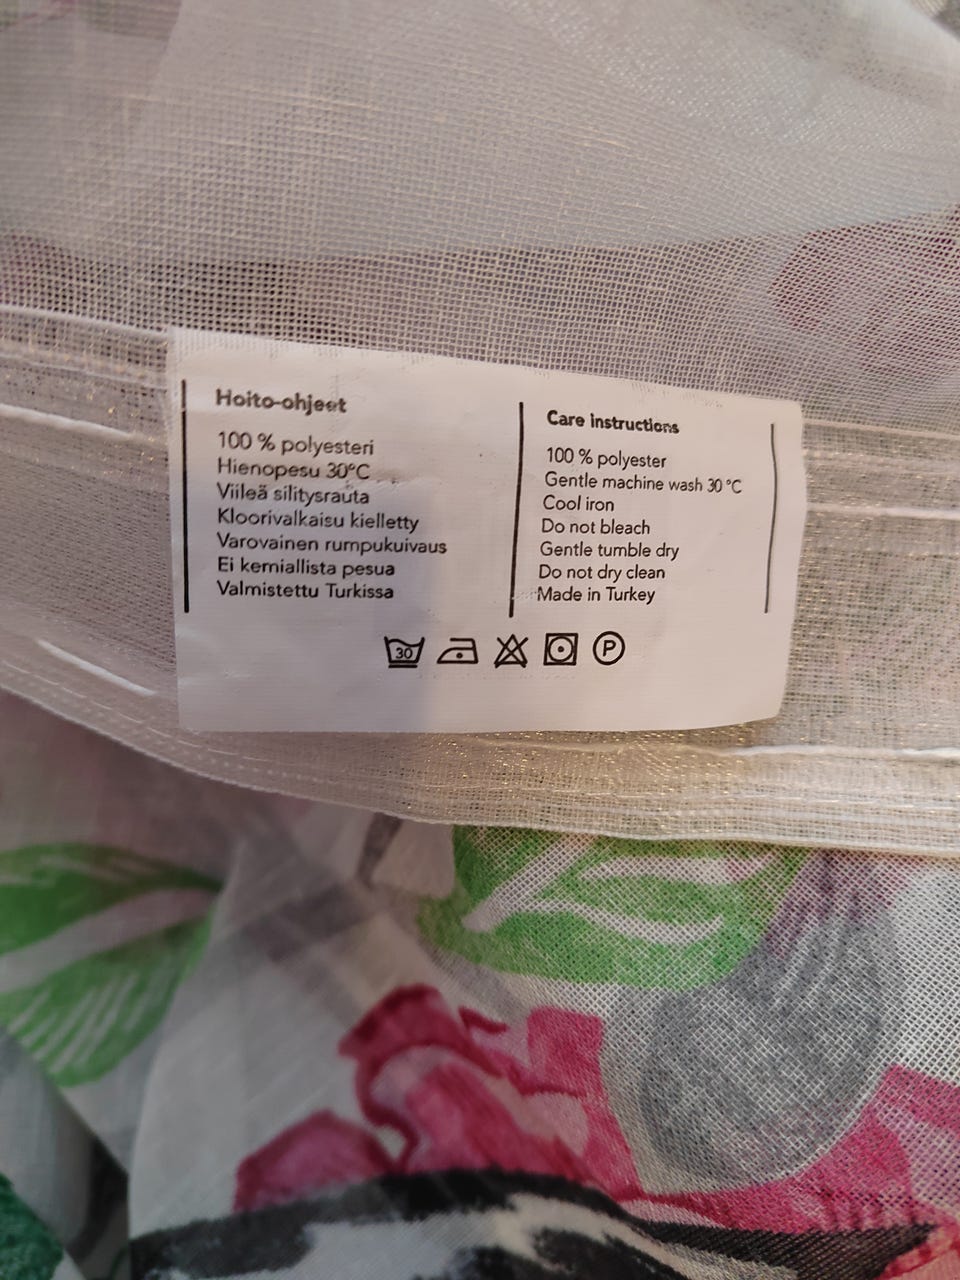 Hoito-ohjeet
100 % polyesteri
Hienopesu 30°C
Viileä silitysrauta
Kloorivalkaisu kielletty
Varovainen rumpukuivaus
Ei kemiallista pesua
Valmistettu Turkissa
Care instructions
100 % polyester
Gentle machine wash 30 °C
Cool iron
Do not bleach
Gentle tumble dry
Do not dry clean
Made in Turkey
30 P